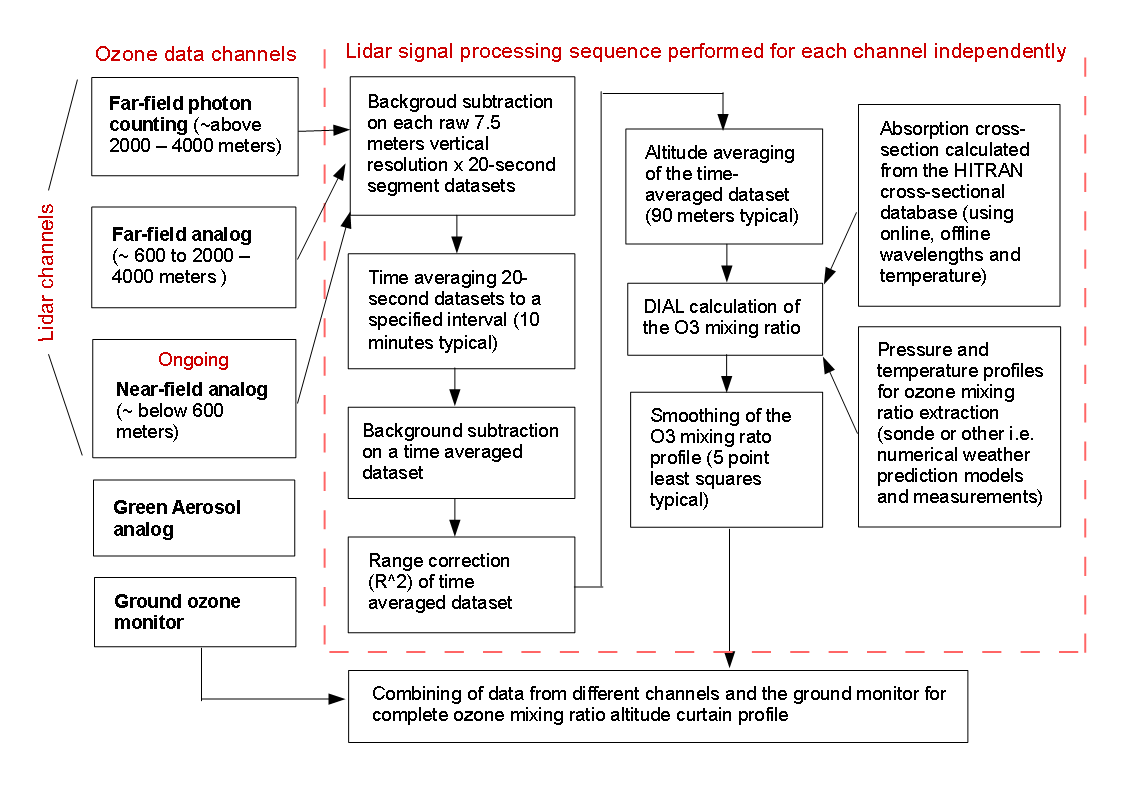 Ozone data channels
Lidar signal processing sequence performed for each channel independently
Lidar channels
Far-field photon
counting (~above
2000 – 4000 meters)
Far-field analog
(~ 600 to 2000 –
4000 meters )
Ongoing
Near-field analog
(~ below 600
meters)
Green Aerosol
analog
Ground ozone
monitor
Backgroud subtraction
on each raw 7.5
meters vertical
resolution x 20-second
segment datasets
Time averaging 20-
second datasets to a
specified interval (10
minutes typical)
Background subtraction
on a time averaged
dataset
Range correction
(R^2) of time
averaged dataset
Altitude averaging
of the time-
averaged dataset
(90 meters typical)
DIAL calculation of
the O3 mixing ratio
Smoothing of the
O3 mixing rato
profile (5 point
least squares
typical)
Absorption cross-
section calculated
from the HITRAN
cross-sectional
database (using
online, offline
wavelengths and
temperature)
Pressure and
temperature profiles
for ozone mixing
ratio extraction
(sonde or other i.e.
numerical weather
prediction models
and measurements)
Combining of data from different channels and the ground monitor for
complete ozone mixing ratio altitude curtain profile